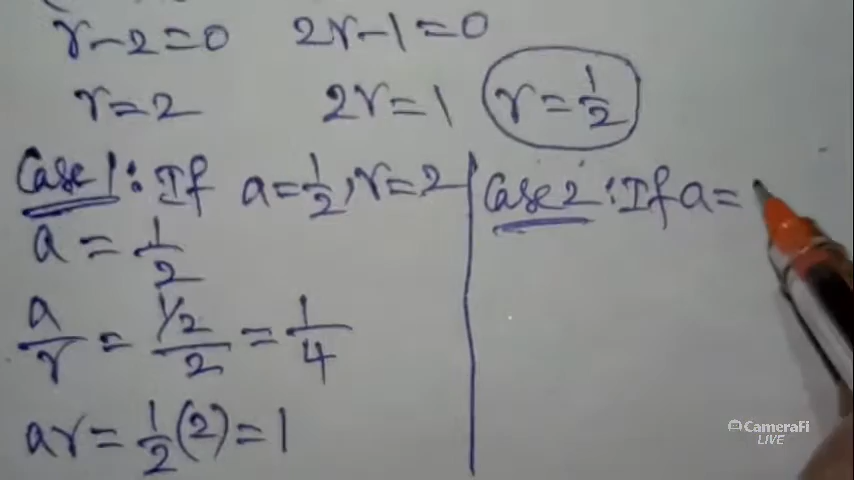 r-2=0 2r-1=0
r=2 2r=1 r=1/2
Case 1: If a=1/2, r=2
a=1/2
a/r = (1/2)/2 = 1/4
ar=1/2(2)=1
Case 2: If a=
CameraFi
LIVE